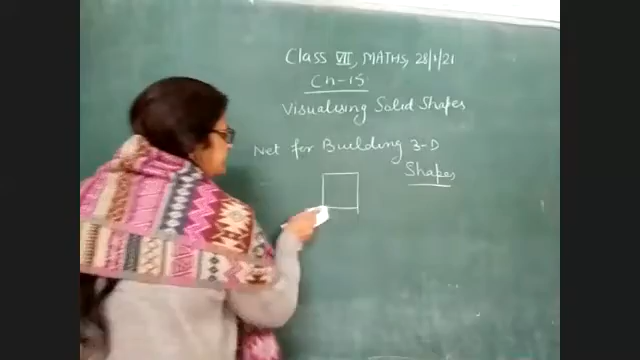 Class VII, MATHS, 28/1/21
Ch-15
Visualising Solid Shapes
Net for Building 3-D
Shapes